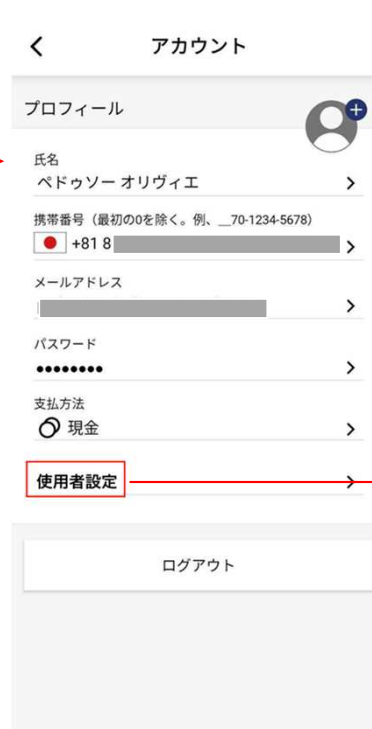 アカウント
プロフィール
氏名
ペドゥソー オリヴィエ
携帯番号（最初の0を除く。例、__70-1234-5678）
+81 8
メールアドレス
パスワード
••••••••
支払方法
現金
使用者設定
ログアウト